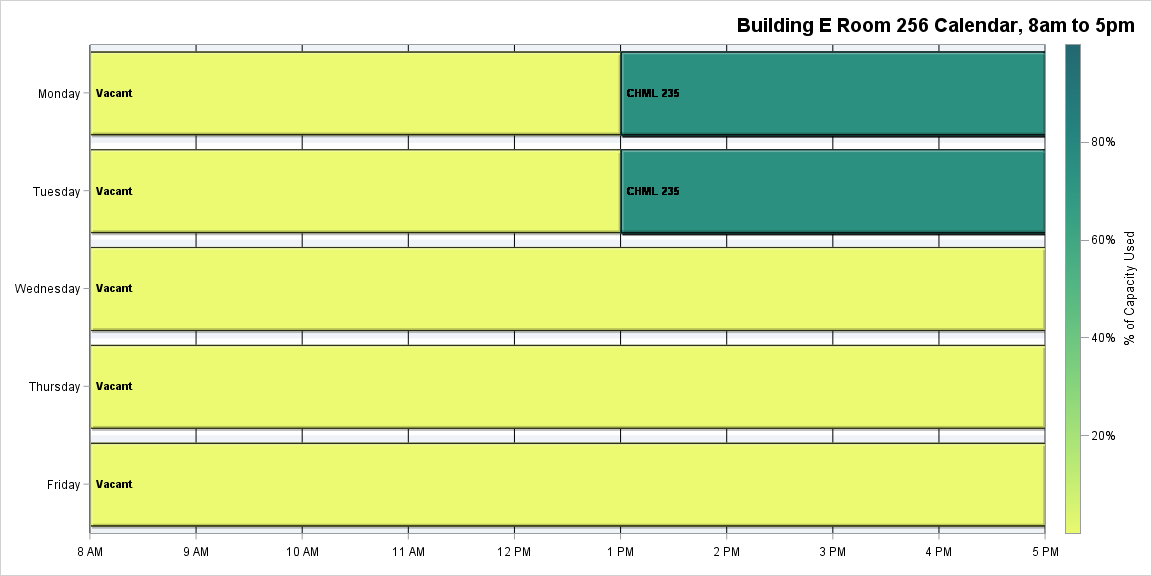 Building E Room 256 Calendar, 8am to 5pm
Monday
Vacant
CHML 235
Tuesday
Vacant
CHML 235
Wednesday
Vacant
Thursday
Vacant
Friday
Vacant
8 AM
9 AM
10 AM
11 AM
12 PM
1 PM
2 PM
3 PM
4 PM
5 PM
80%
60%
40%
20%
% of Capacity Used